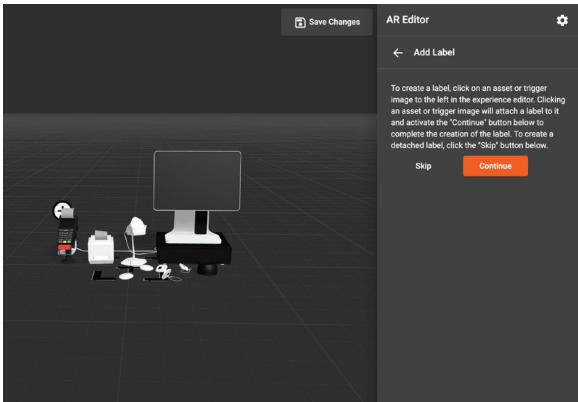 Save Changes
AR Editor
Add Label
To create a label, click on an asset or trigger
image to the left in the experience editor. Clicking
an asset or trigger image will attach a label to it
and activate the "Continue" button below to
complete the creation of the label. To create a
detached label, click the "Skip" button below.
Skip
Continue